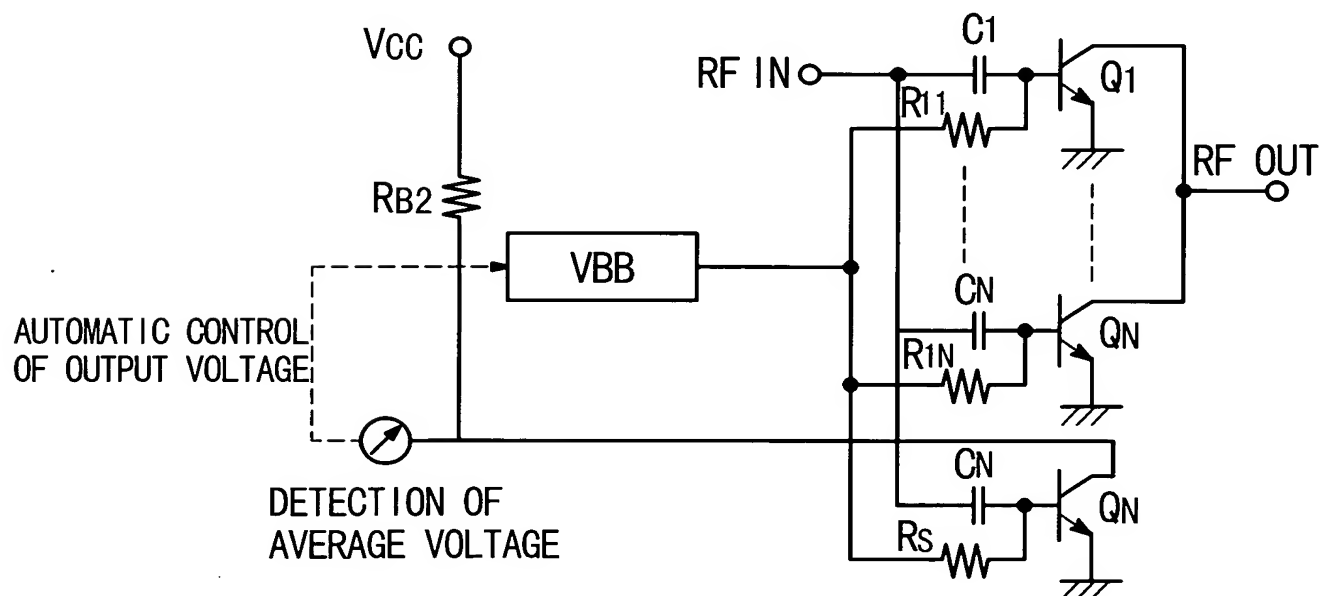 VCC
C1
RF IN
Q1
R11
RF OUT
RB2
VBB
CN
QN
AUTOMATIC CONTROL
OF OUTPUT VOLTAGE
R1N
CN
DETECTION OF
AVERAGE VOLTAGE
QN
RS